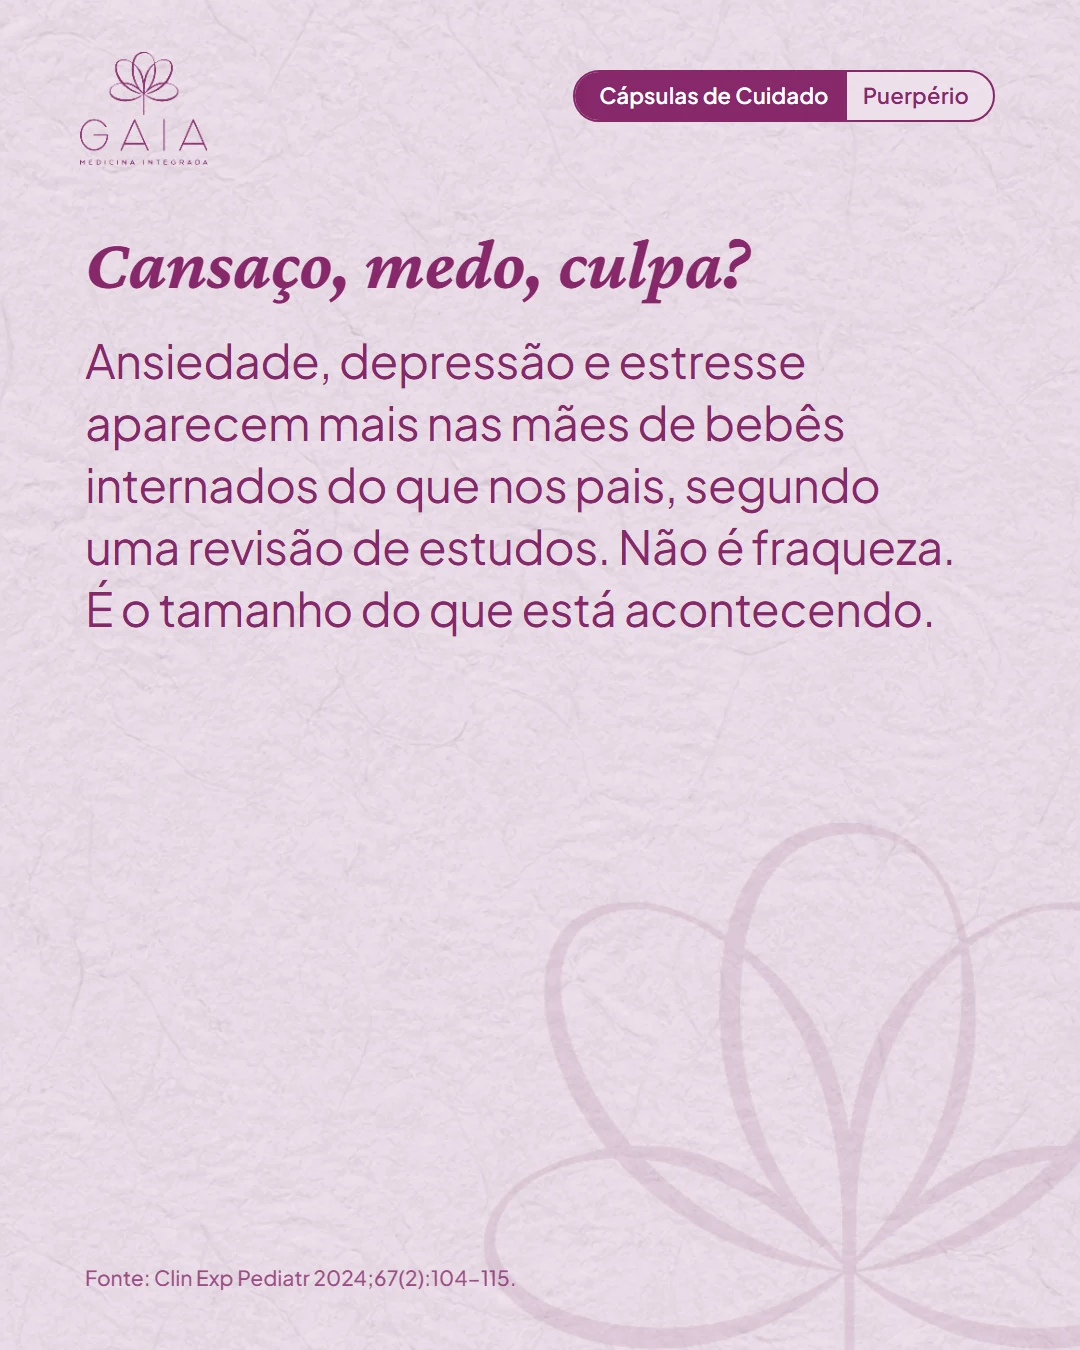 GAIA
MEDICINA INTEGRADA
Cápsulas de Cuidado Puerpério
Cansaço, medo, culpa?
Ansiedade, depressão e estresse
aparecem mais nas mães de bebês
internados do que nos pais, segundo
uma revisão de estudos. Não é fraqueza.
É o tamanho do que está acontecendo.
Fonte: Clin Exp Pediatr 2024;67(2):104–115.